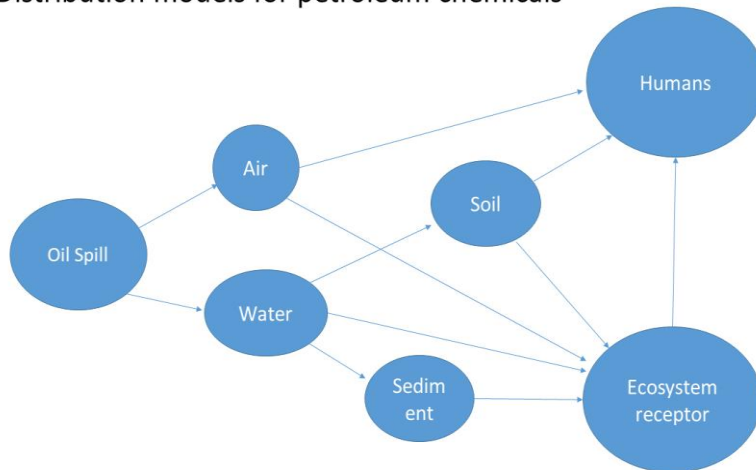 Distribution models for petroleum chemicals
Humans
Air
Soil
Oil Spill
Water
Sedim
ent
Ecosystem
receptor